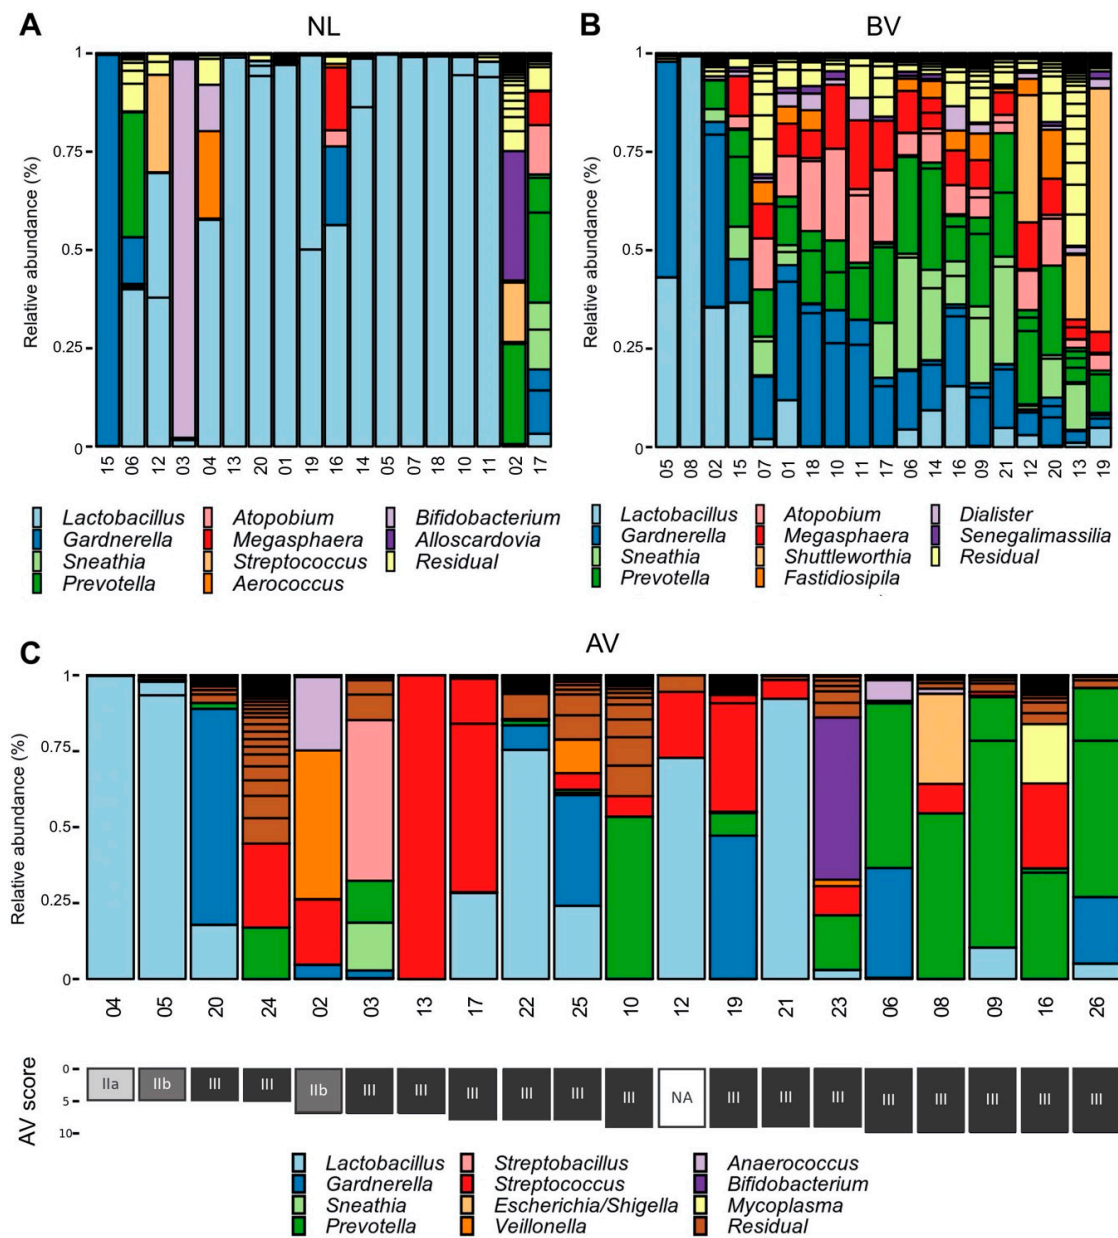 A
NL
Relative abundance (%)
1
0.75
0.5
0.25
0
15 06 12 03 04 13 20 01 19 16 14 05 07 18 10 11 02 17
Lactobacillus Atopobium Bifidobacterium
Gardnerella Megasphaera Alloscardovia
Sneathia Streptococcus Residual
Prevotella Aerococcus
B
BV
Relative abundance (%)
1
0.75
0.5
0.25
0
05 08 02 15 07 01 18 10 11 17 06 14 16 09 21 12 20 13 19
Lactobacillus Atopobium Dialister
Gardnerella Megasphaera Senegalimassilia
Sneathia Shuttleworthia Residual
Prevotella Fastidiosipila
C
AV
Relative abundance (%)
1
0.75
0.5
0.25
0
04 05 20 24 02 03 13 17 22 25 10 12 19 21 23 06 08 09 16 26
AV score
0
5
10
IIa IIb III III IIb III III III III III III NA III III III III III III III III
Lactobacillus Streptobacillus Anaerococcus
Gardnerella Streptococcus Bifidobacterium
Sneathia Escherichia/Shigella Mycoplasma
Prevotella Veillonella Residual